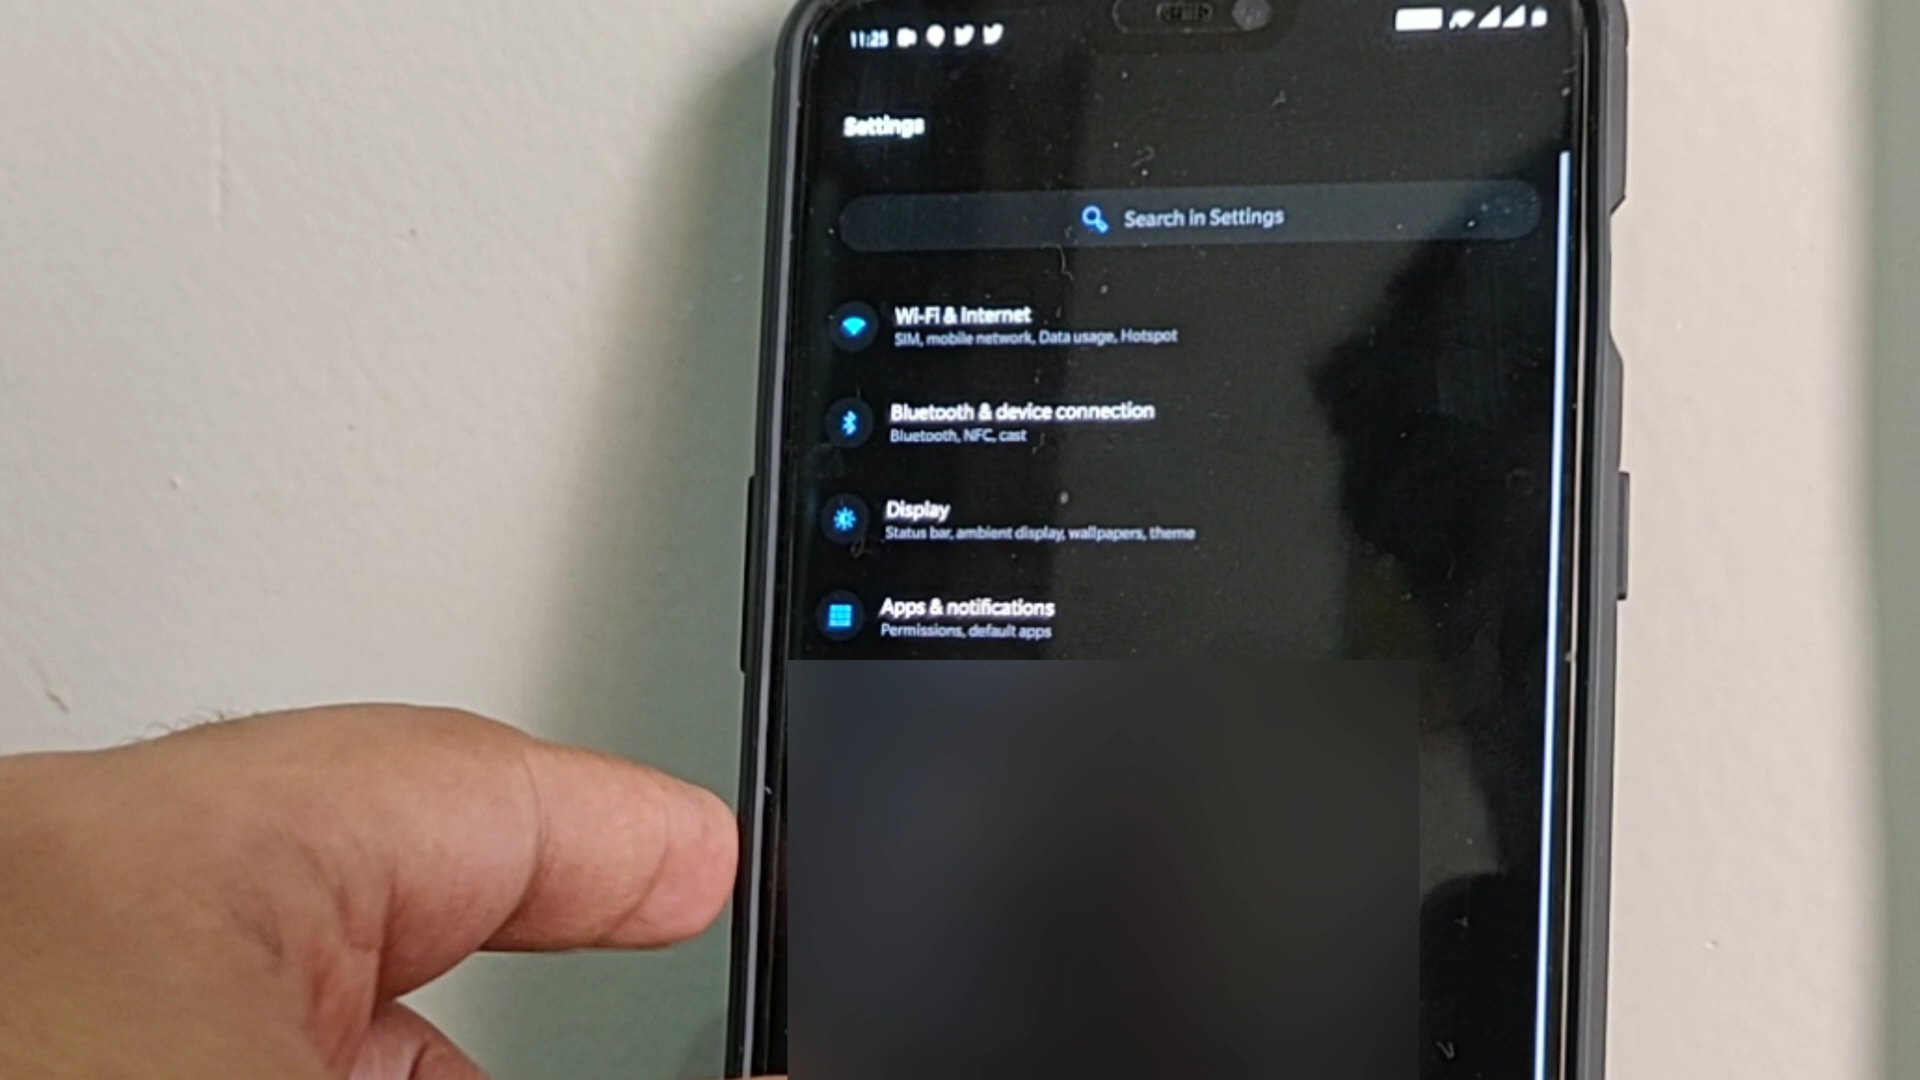 11:25
Settings
Search in Settings
Wi-Fi & Internet
SIM, mobile network, Data usage, Hotspot
Bluetooth & device connection
Bluetooth, NFC, cast
Display
Status bar, ambient display, wallpapers, theme
Apps & notifications
Permissions, default apps